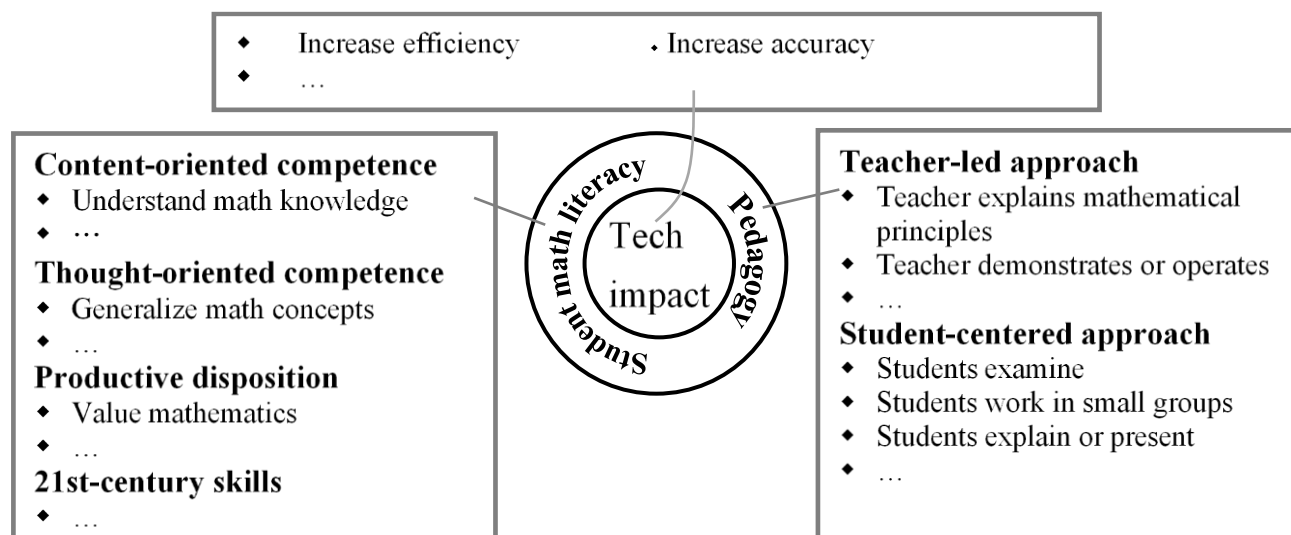 ◆ Increase efficiency ◆ Increase accuracy
◆ …
Content-oriented competence
◆ Understand math knowledge
◆ …
Thought-oriented competence
◆ Generalize math concepts
◆ …
Productive disposition
◆ Value mathematics
◆ …
21st-century skills
◆ …
Student math literacy
Pedagogy
Tech
impact
Teacher-led approach
◆ Teacher explains mathematical
principles
◆ Teacher demonstrates or operates
◆ …
Student-centered approach
◆ Students examine
◆ Students work in small groups
◆ Students explain or present
◆ …